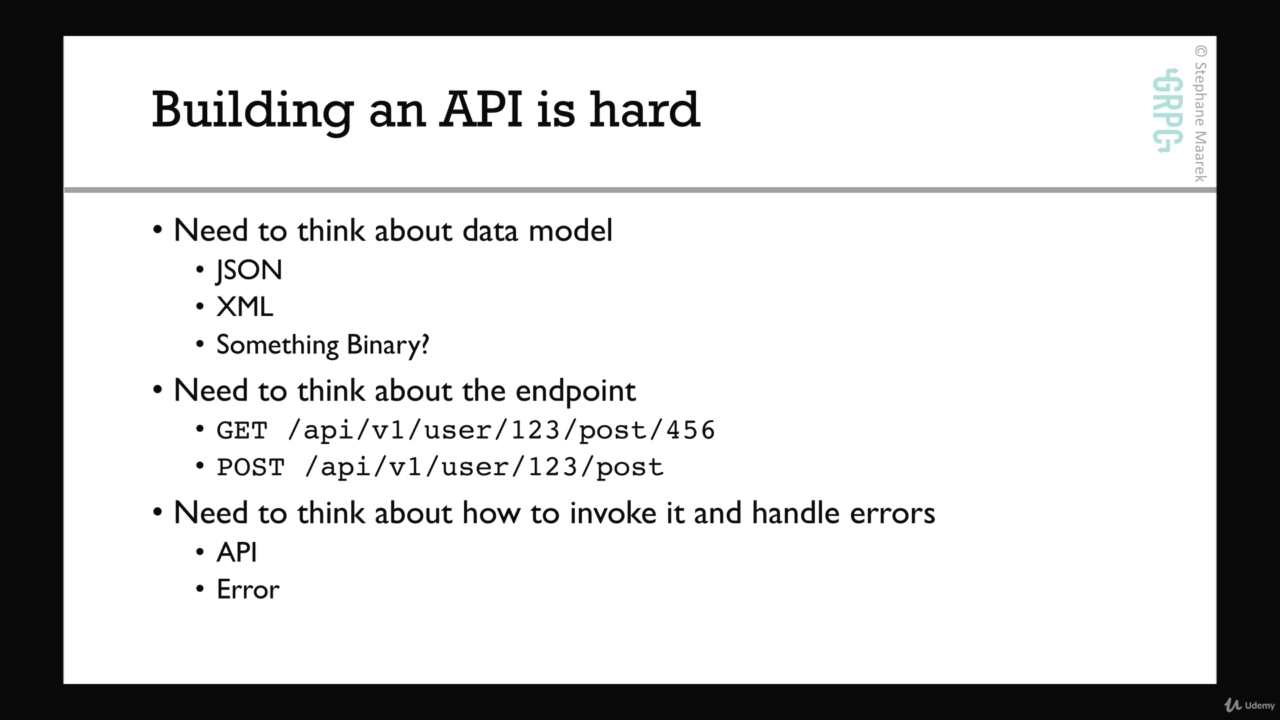 Building an API is hard
GRPC
© Stephane Maarek
• Need to think about data model
• JSON
• XML
• Something Binary?
• Need to think about the endpoint
• GET /api/v1/user/123/post/456
• POST /api/v1/user/123/post
• Need to think about how to invoke it and handle errors
• API
• Error
Udemy